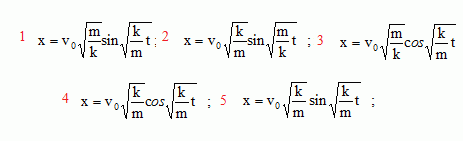 1 x = v₀√(m/k) sin √(k/m) t ; 2 x = v₀√(k/m) sin √(m/k) t ; 3 x = v₀√(m/k) cos √(k/m) t
4 x = v₀√(k/m) cos √(k/m) t ; 5 x = v₀√(k/m) sin √(k/m) t ;